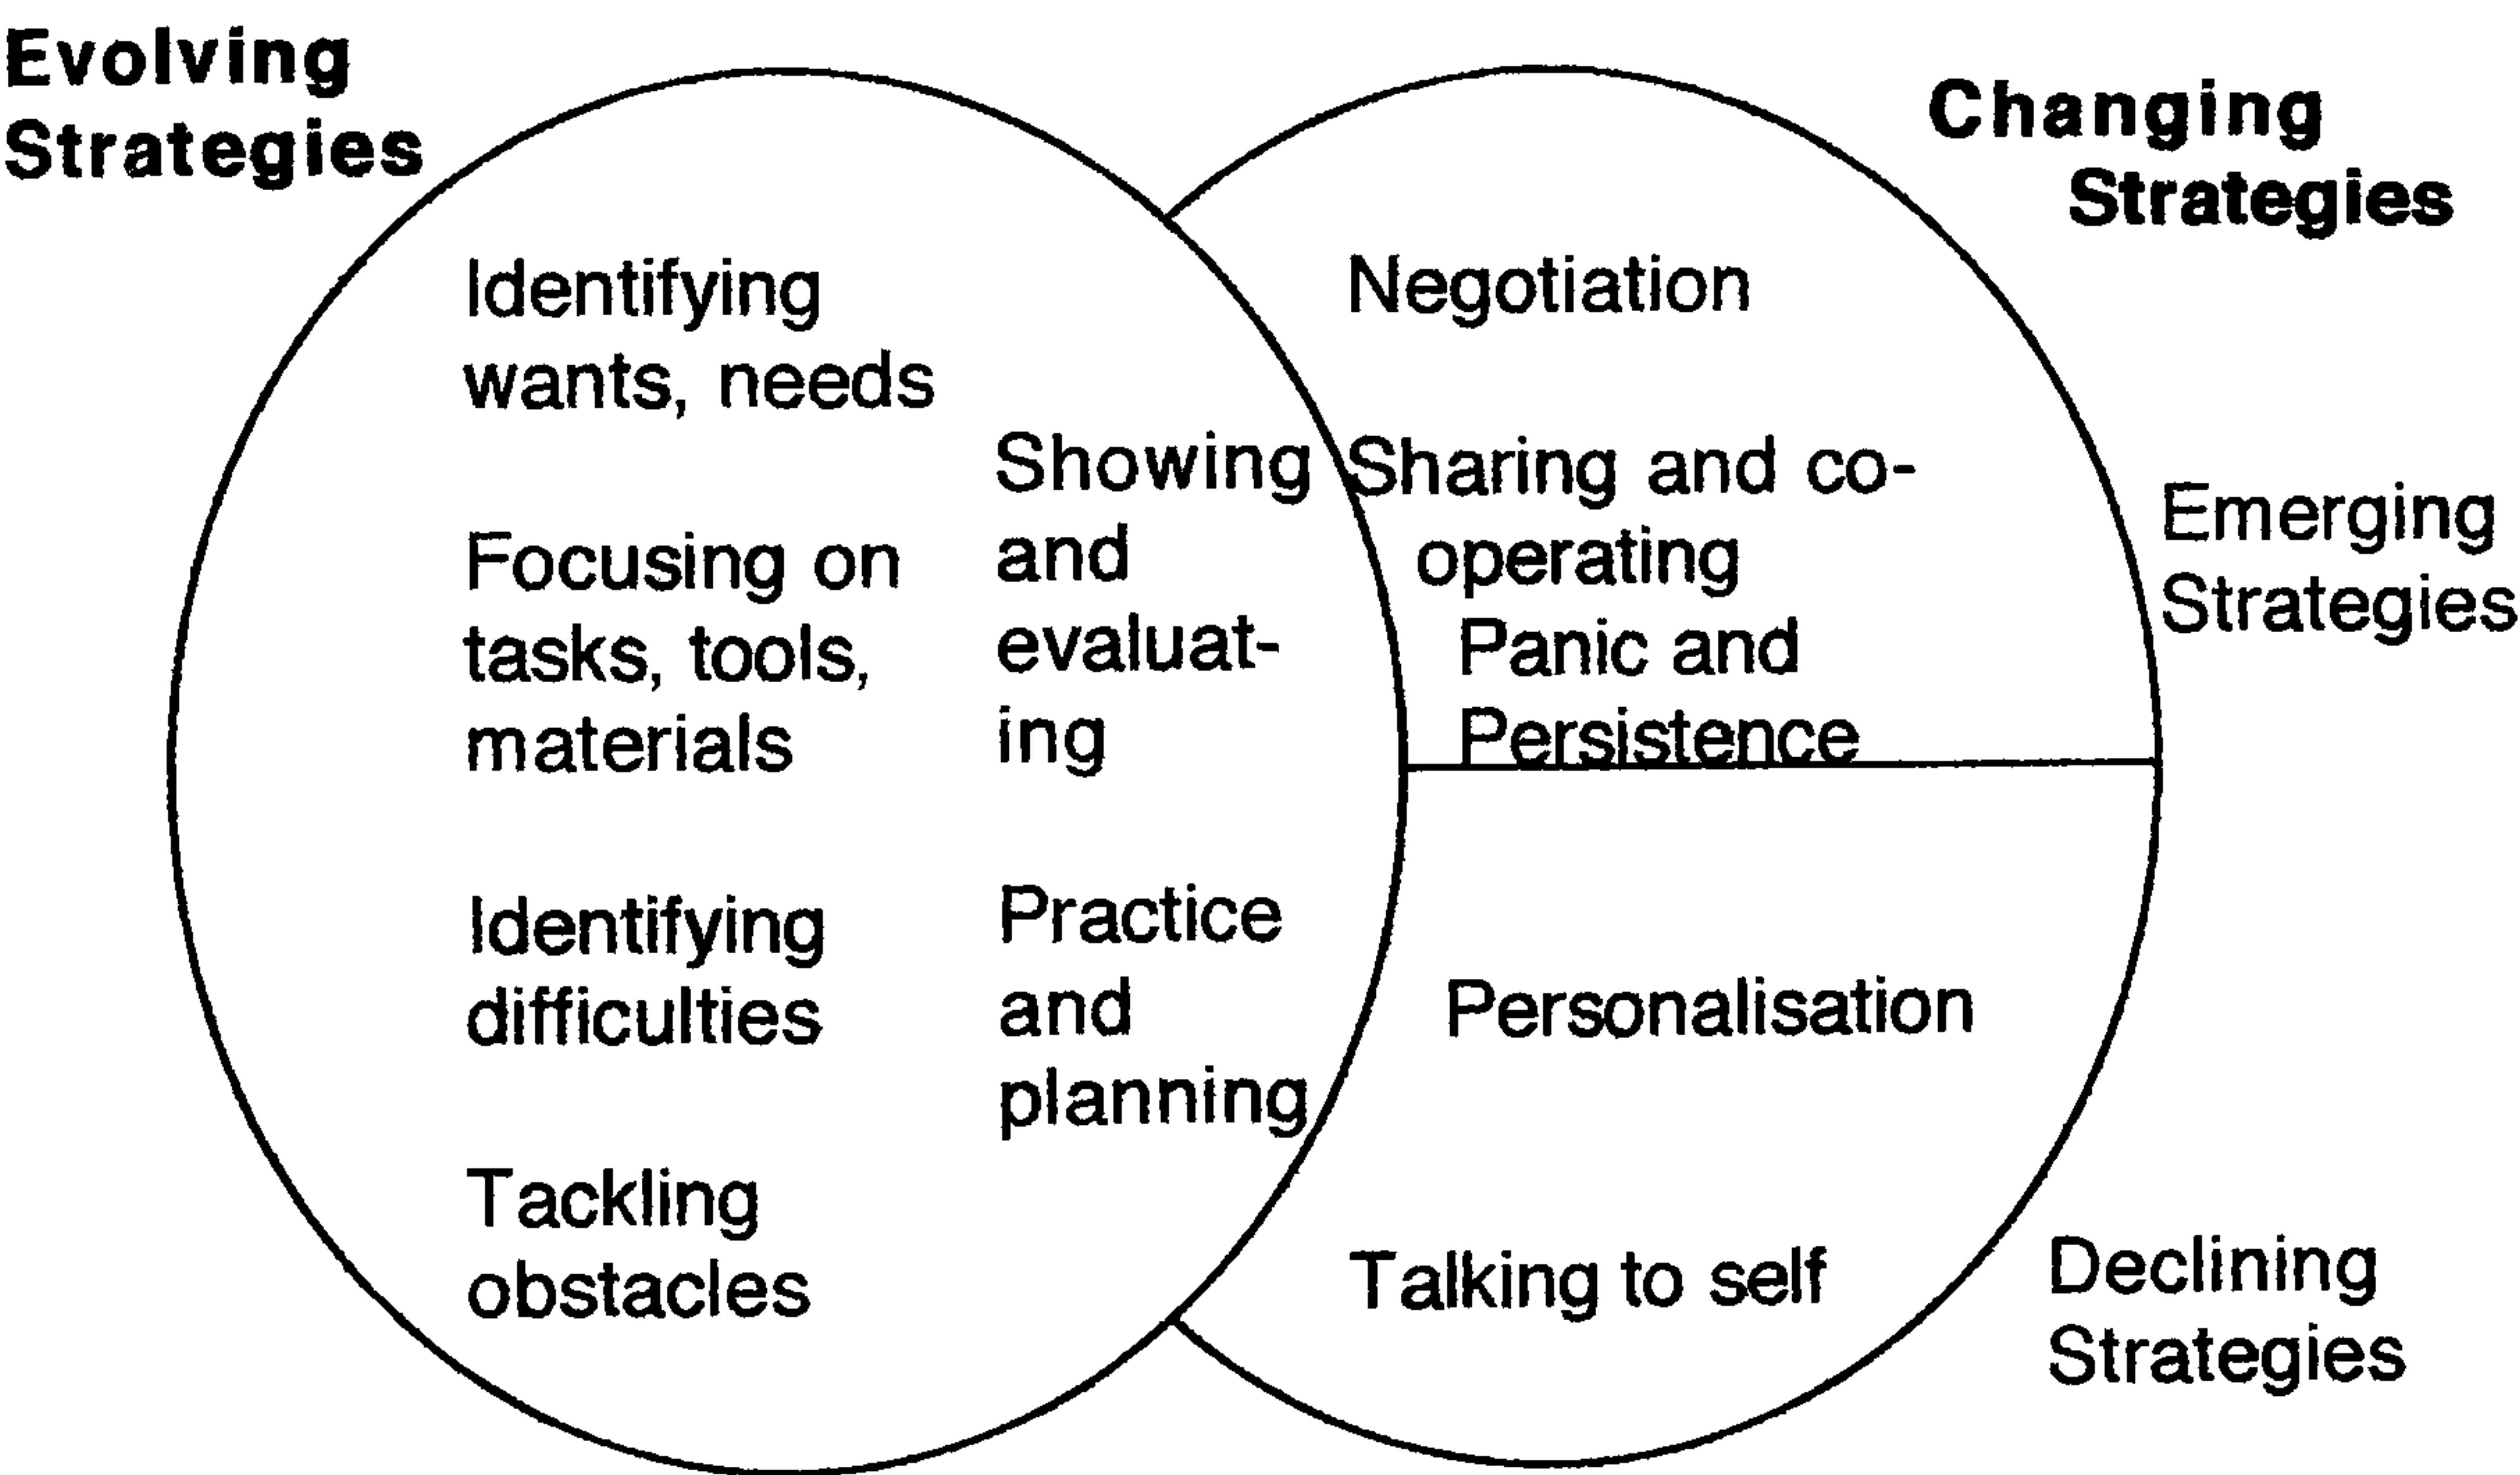 Evolving
Strategies
Identifying
wants, needs
Focusing on
tasks, tools,
materials
Identifying
difficulties
Tackling
obstacles
Showing
and
evaluat-
ing
Practice
and
planning
Changing
Strategies
Negotiation
Sharing and co-
operating
Panic and
Persistence
Emerging
Strategies
Personalisation
Talking to self
Declining
Strategies